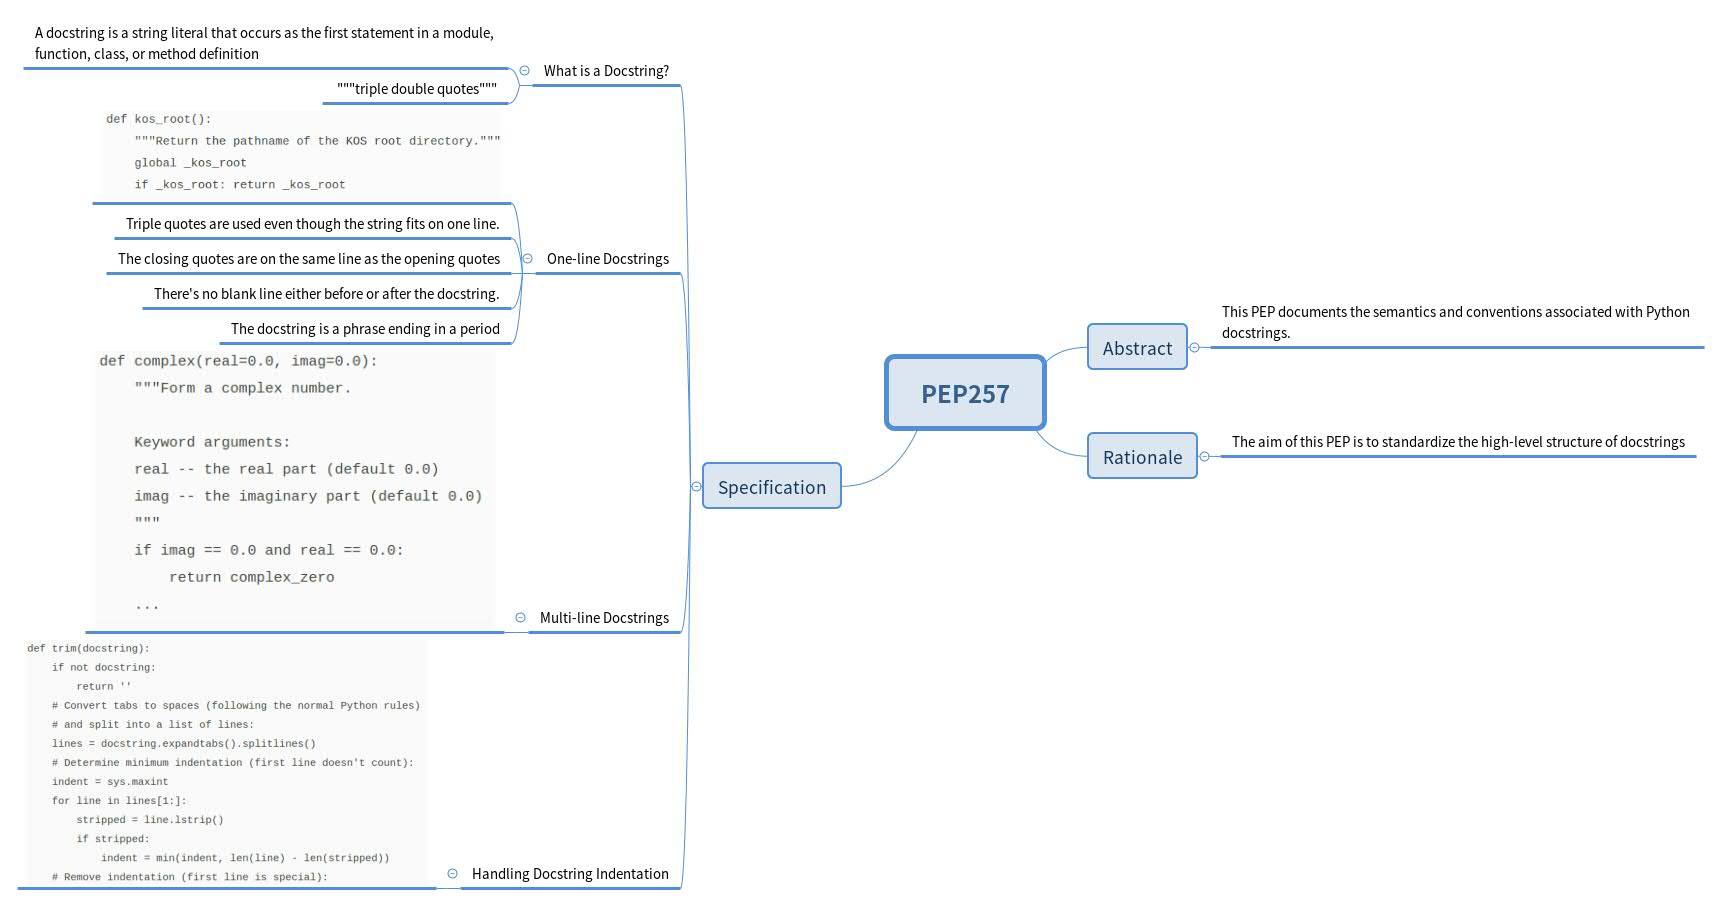 PEP257
Abstract
This PEP documents the semantics and conventions associated with Python
docstrings.
Rationale
The aim of this PEP is to standardize the high-level structure of docstrings
Specification
What is a Docstring?
A docstring is a string literal that occurs as the first statement in a module,
function, class, or method definition
"""triple double quotes"""
One-line Docstrings
def kos_root():
    """Return the pathname of the KOS root directory."""
    global _kos_root
    if _kos_root: return _kos_root
Triple quotes are used even though the string fits on one line.
The closing quotes are on the same line as the opening quotes
There's no blank line either before or after the docstring.
The docstring is a phrase ending in a period
Multi-line Docstrings
def complex(real=0.0, imag=0.0):
    """Form a complex number.
    Keyword arguments:
    real -- the real part (default 0.0)
    imag -- the imaginary part (default 0.0)
    """
    if imag == 0.0 and real == 0.0:
        return complex_zero
    ...
Handling Docstring Indentation
def trim(docstring):
    if not docstring:
        return ''
    # Convert tabs to spaces (following the normal Python rules)
    # and split into a list of lines:
    lines = docstring.expandtabs().splitlines()
    # Determine minimum indentation (first line doesn't count):
    indent = sys.maxint
    for line in lines[1:]:
        stripped = line.lstrip()
        if stripped:
            indent = min(indent, len(line) - len(stripped))
    # Remove indentation (first line is special):